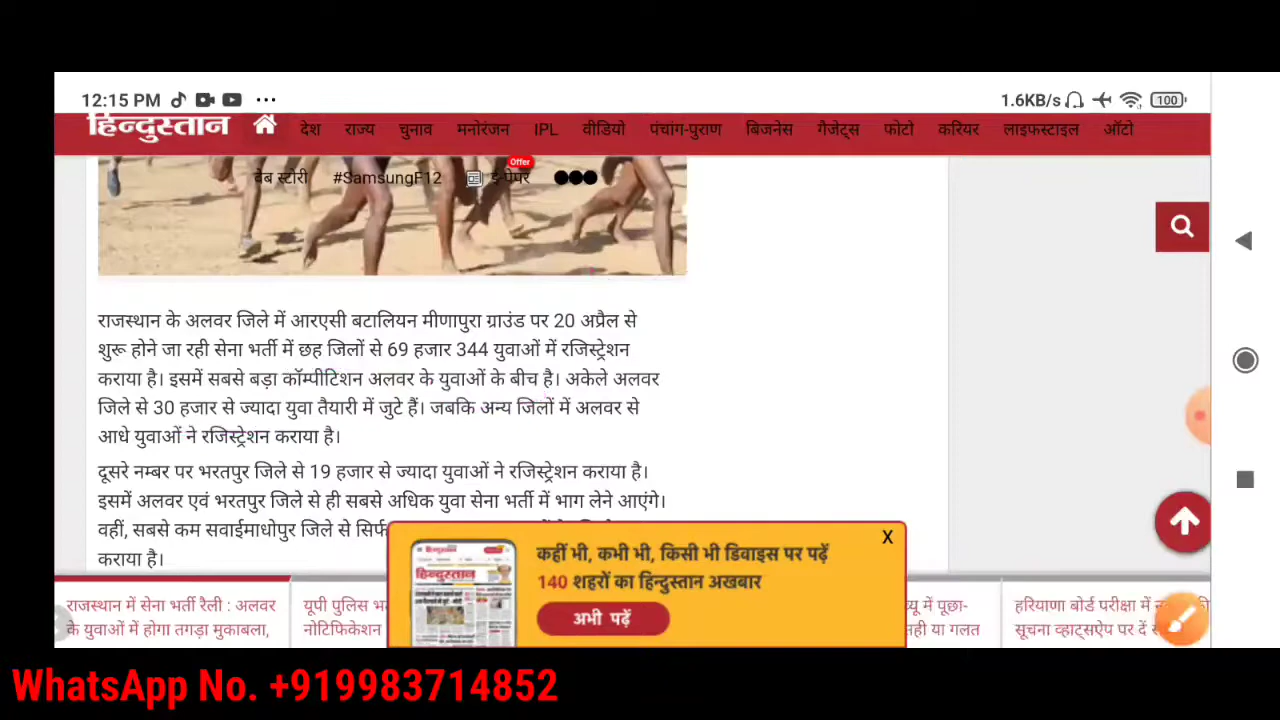 12:15 PM ... 1.6KB/s 100
हिन्दुस्तान देश राज्य चुनाव मनोरंजन IPL वीडियो पंचांग-पुराण बिजनेस गैजेट्स फोटो करियर लाइफस्टाइल ऑटो
Offer
वेब स्टोरी #SamsungF12 ई-पेपर
राजस्थान के अलवर जिले में आरएसी बटालियन मीणापुरा ग्राउंड पर 20 अप्रैल से
शुरू होने जा रही सेना भर्ती में छह जिलों से 69 हजार 344 युवाओं में रजिस्ट्रेशन
कराया है। इसमें सबसे बड़ा कॉम्पीटिशन अलवर के युवाओं के बीच है। अकेले अलवर
जिले से 30 हजार से ज्यादा युवा तैयारी में जुटे हैं। जबकि अन्य जिलों में अलवर से
आधे युवाओं ने रजिस्ट्रेशन कराया है।
दूसरे नम्बर पर भरतपुर जिले से 19 हजार से ज्यादा युवाओं ने रजिस्ट्रेशन कराया है।
इसमें अलवर एवं भरतपुर जिले से ही सबसे अधिक युवा सेना भर्ती में भाग लेने आएंगे।
वहीं, सबसे कम सवाईमाधोपुर जिले से सिर्फ
कराया है।
X
कहीं भी, कभी भी, किसी भी डिवाइस पर पढ़ें
140 शहरों का हिन्दुस्तान अखबार
अभी पढ़ें
हिन्दुस्तान
राजस्थान में सेना भर्ती रैली : अलवर
के युवाओं में होगा तगड़ा मुकाबला,
यूपी पुलिस
नोटिफिकेशन
में पूछा-
सही या गलत
हरियाणा बोर्ड परीक्षा में
सूचना व्हाट्सऐप पर दें
WhatsApp No. +919983714852